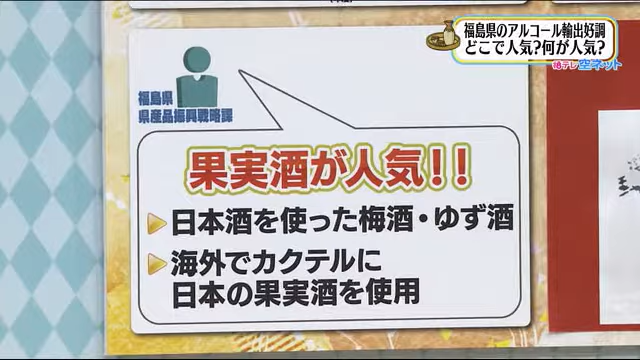 福島県のアルコール輸出好調
どこで人気?何が人気?
福島県
県産品振興戦略課
果実酒が人気!!
日本酒を使った梅酒・ゆず酒
海外でカクテルに
日本の果実酒を使用